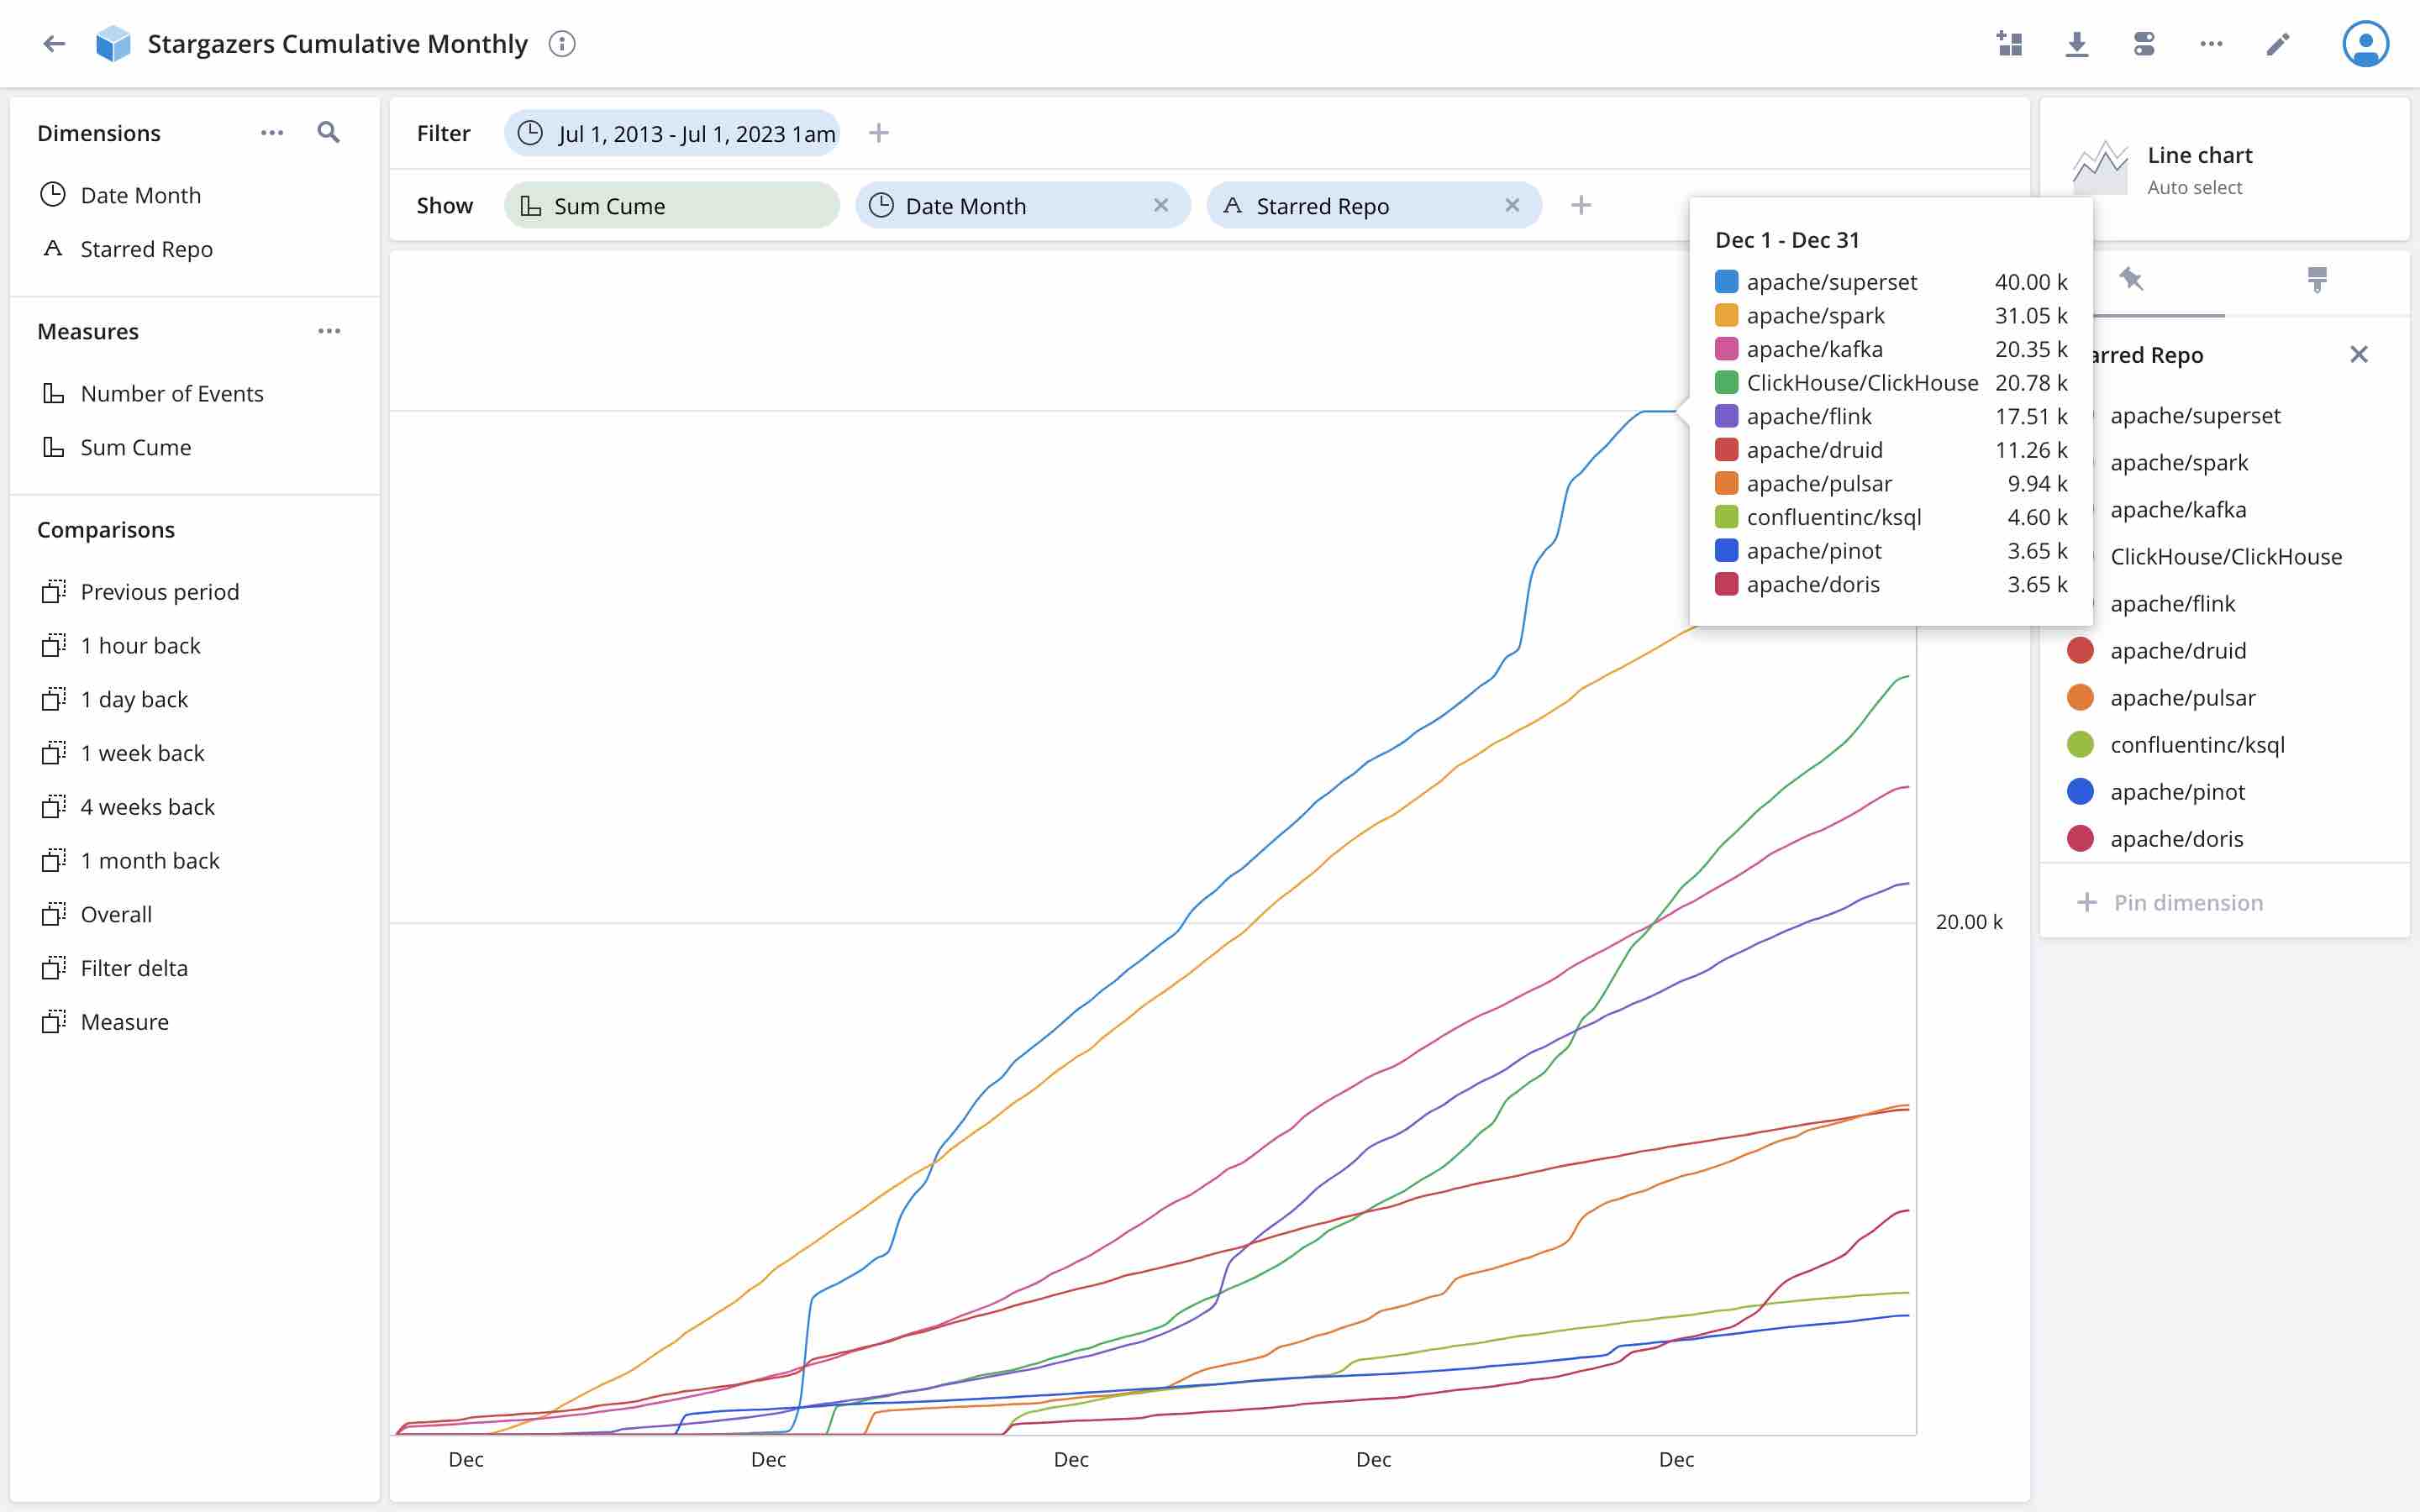 Stargazers Cumulative Monthly
Dimensions
Date Month
Starred Repo
Measures
Number of Events
Sum Cume
Comparisons
Previous period
1 hour back
1 day back
1 week back
4 weeks back
1 month back
Overall
Filter delta
Measure
Filter
Jul 1, 2013 - Jul 1, 2023 1am
Show
Sum Cume
Date Month
Starred Repo
Dec 1 - Dec 31
apache/superset 40.00 k
apache/spark 31.05 k
apache/kafka 20.35 k
ClickHouse/ClickHouse 20.78 k
apache/flink 17.51 k
apache/druid 11.26 k
apache/pulsar 9.94 k
confluentinc/ksql 4.60 k
apache/pinot 3.65 k
apache/doris 3.65 k
20.00 k
Dec Dec Dec Dec Dec
Line chart
Auto select
arred Repo
apache/superset
apache/spark
apache/kafka
ClickHouse/ClickHouse
apache/flink
apache/druid
apache/pulsar
confluentinc/ksql
apache/pinot
apache/doris
Pin dimension